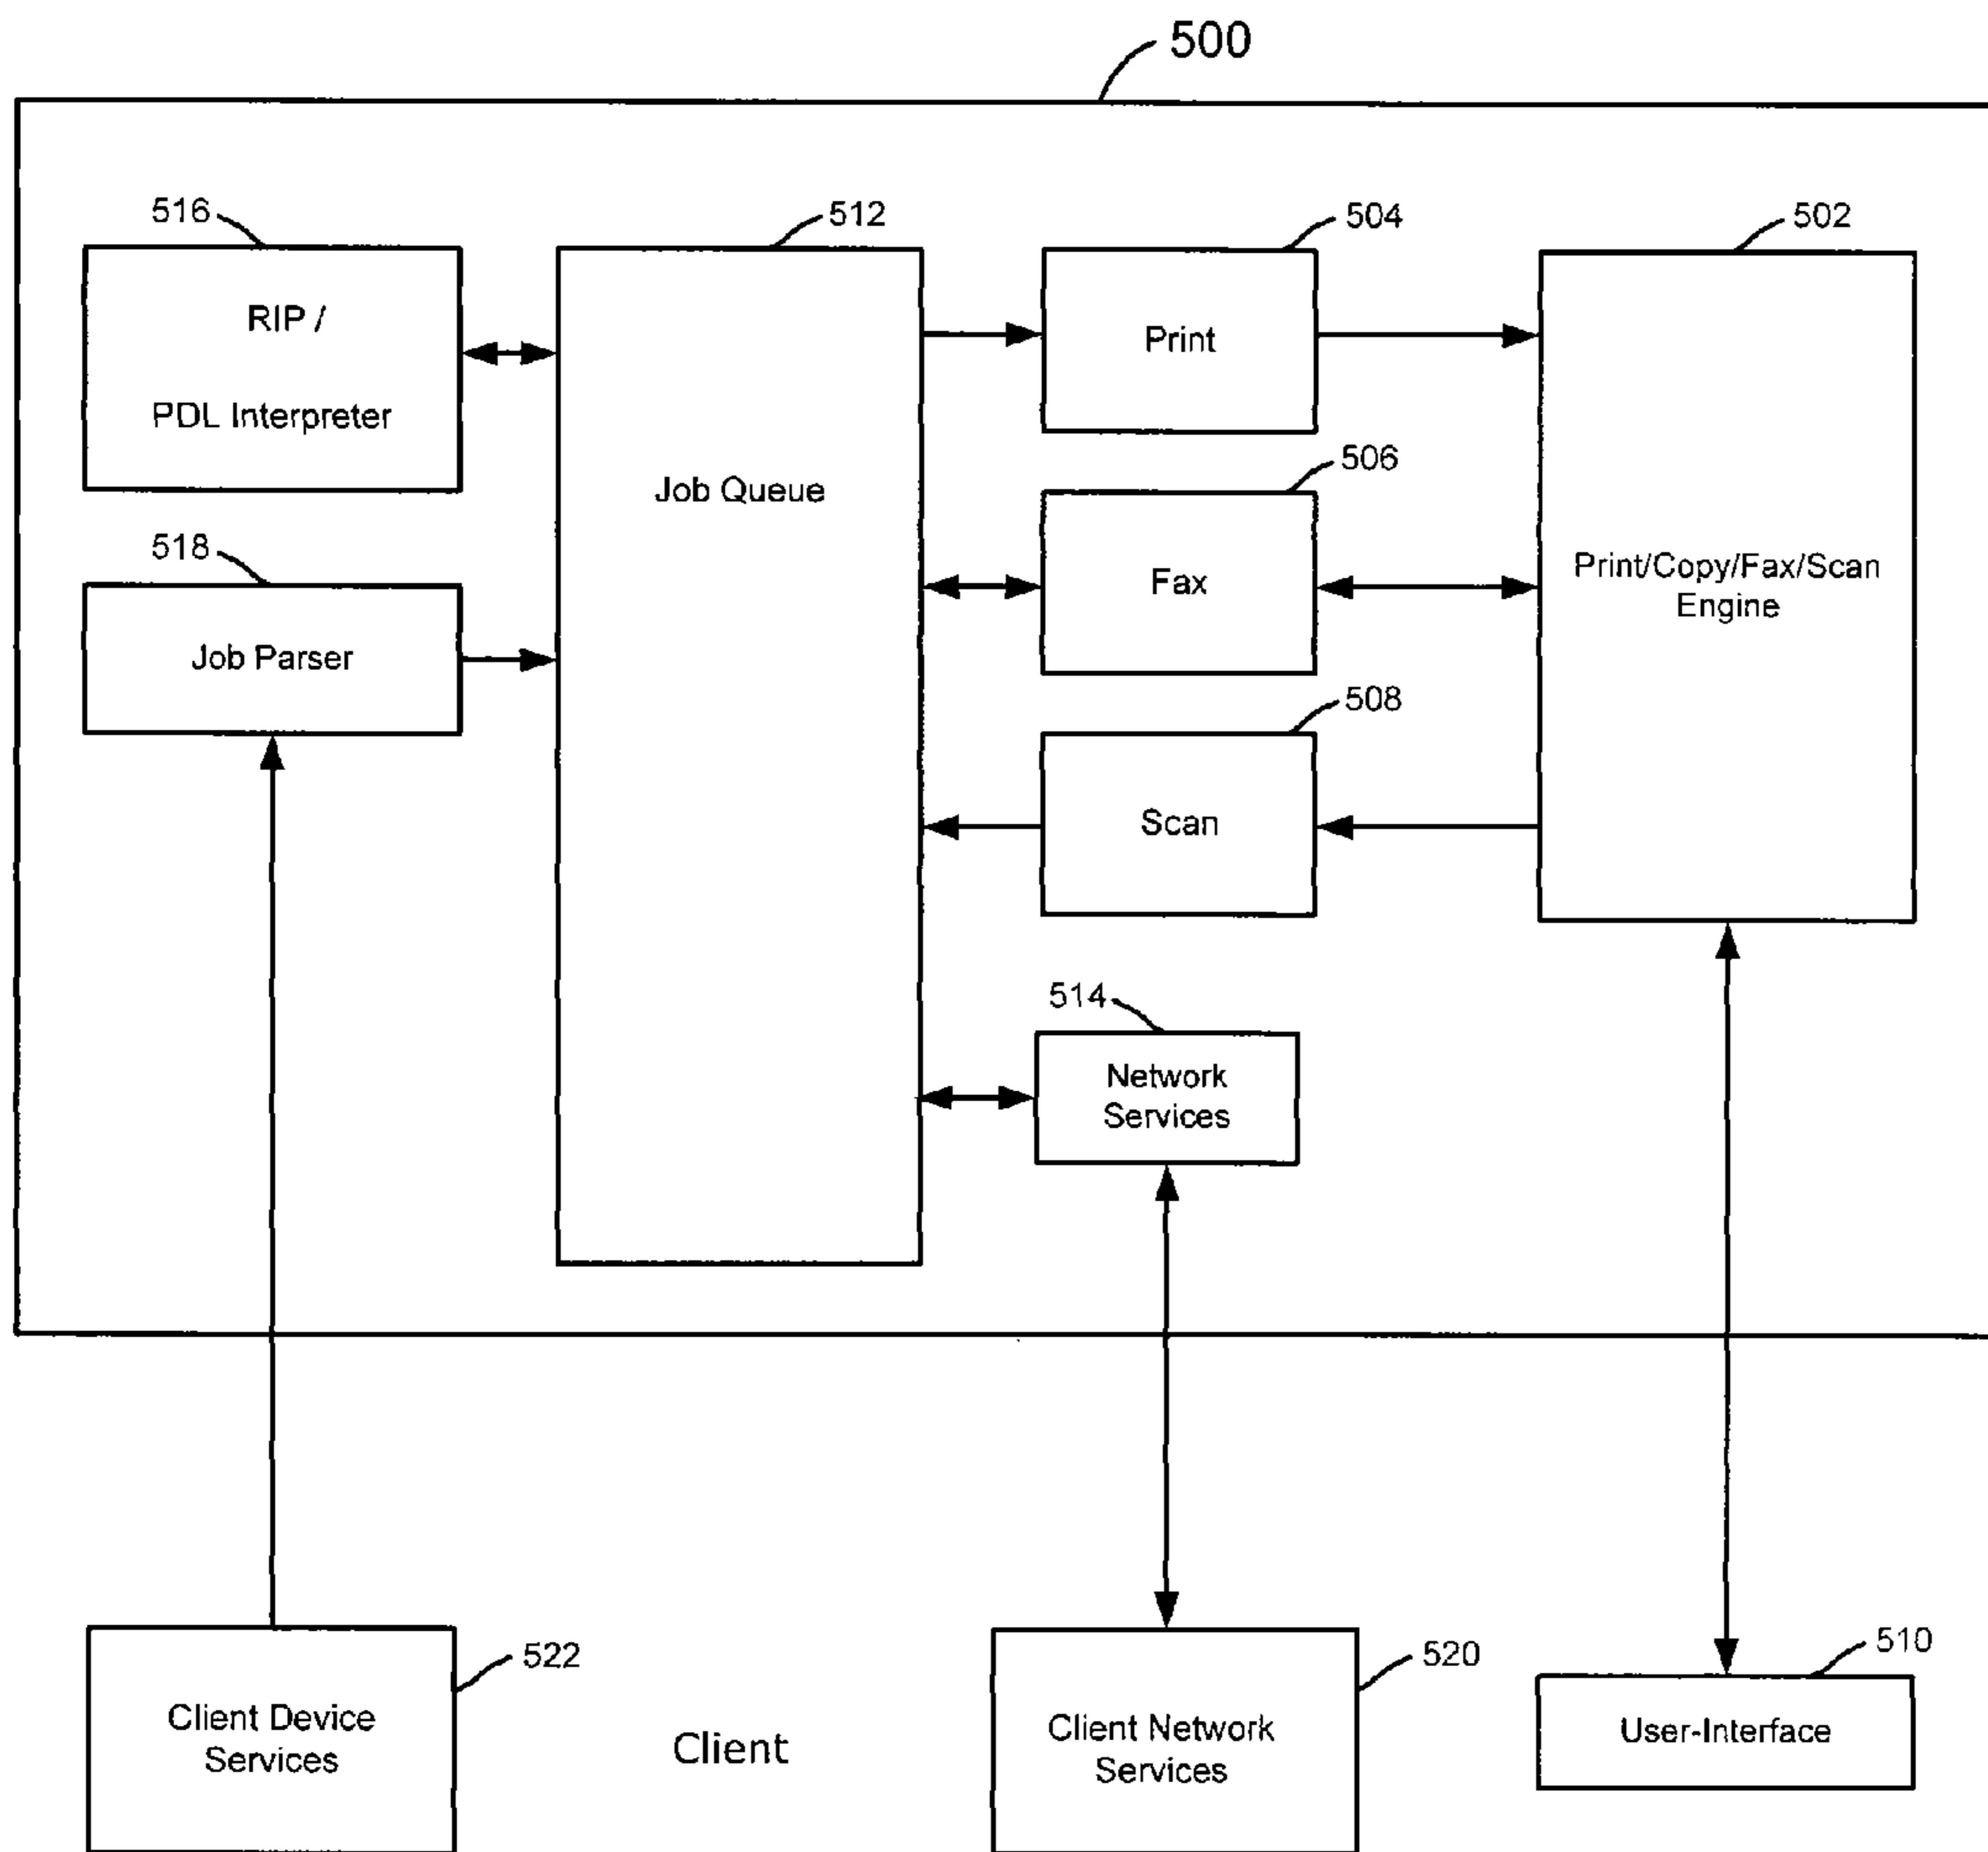 500
516
512
504
502
RIP /
PDL Interpreter
Job Queue
Print
506
Fax
Print/Copy/Fax/Scan
Engine
518
Job Parser
508
Scan
514
Network
Services
522
Client Device
Services
Client
520
Client Network
Services
510
User-Interface